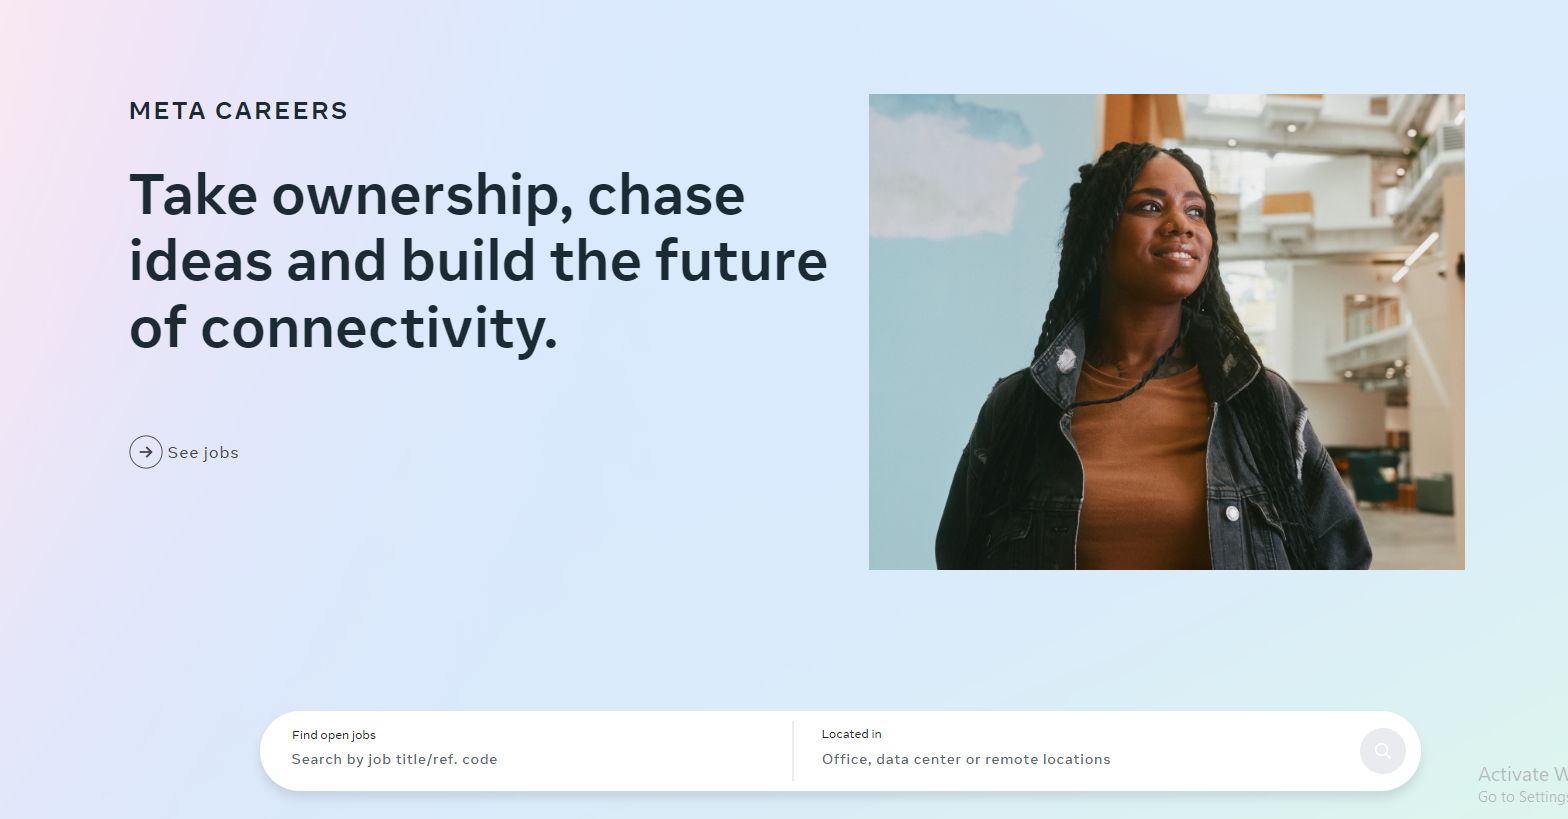 META CAREERS
Take ownership, chase
ideas and build the future
of connectivity.
See jobs
Find open jobs
Search by job title/ref. code
Located in
Office, data center or remote locations
Activate W
Go to Settings